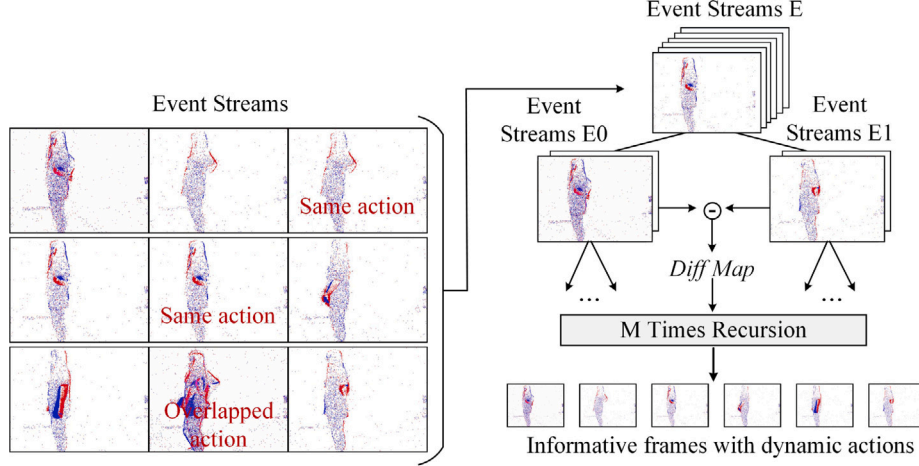 Event Streams
Same action
Same action
Overlapped
action
Event Streams E
Event
Streams E0
Event
Streams E1
-
Diff Map
...
...
M Times Recursion
Informative frames with dynamic actions